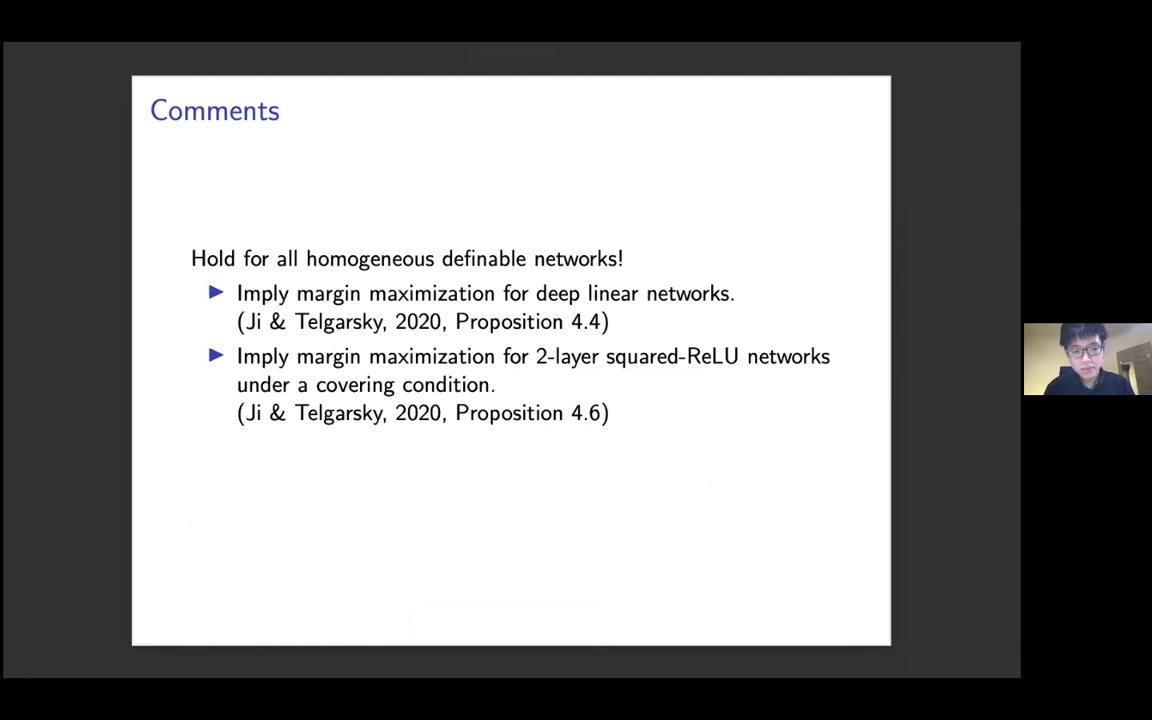 Comments
Hold for all homogeneous definable networks!
▶ Imply margin maximization for deep linear networks.
(Ji & Telgarsky, 2020, Proposition 4.4)
▶ Imply margin maximization for 2-layer squared-ReLU networks
under a covering condition.
(Ji & Telgarsky, 2020, Proposition 4.6)